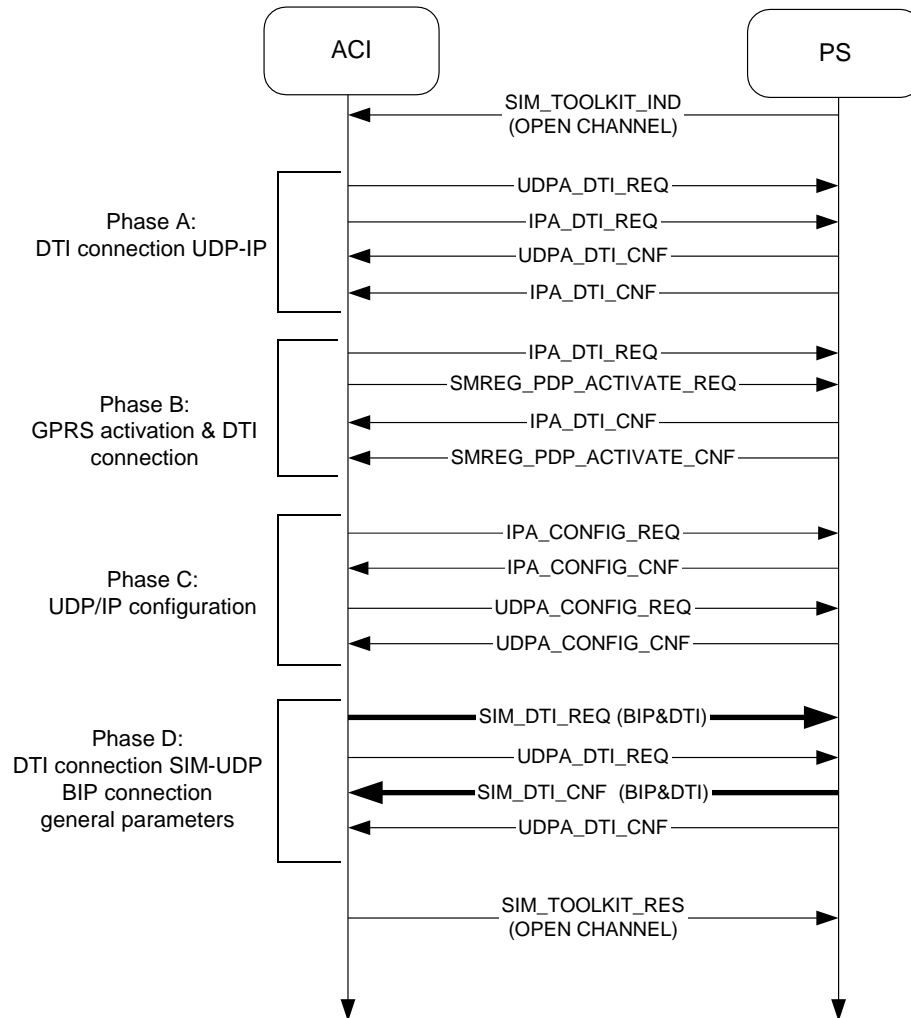 ACI
PS
SIM_TOOLKIT_IND
(OPEN CHANNEL)
Phase A:
DTI connection UDP-IP
UDPA_DTI_REQ
IPA_DTI_REQ
UDPA_DTI_CNF
IPA_DTI_CNF
Phase B:
GPRS activation & DTI
connection
IPA_DTI_REQ
SMREG_PDP_ACTIVATE_REQ
IPA_DTI_CNF
SMREG_PDP_ACTIVATE_CNF
Phase C:
UDP/IP configuration
IPA_CONFIG_REQ
IPA_CONFIG_CNF
UDPA_CONFIG_REQ
UDPA_CONFIG_CNF
Phase D:
DTI connection SIM-UDP
BIP connection
general parameters
SIM_DTI_REQ (BIP&DTI)
UDPA_DTI_REQ
SIM_DTI_CNF (BIP&DTI)
UDPA_DTI_CNF
SIM_TOOLKIT_RES
(OPEN CHANNEL)